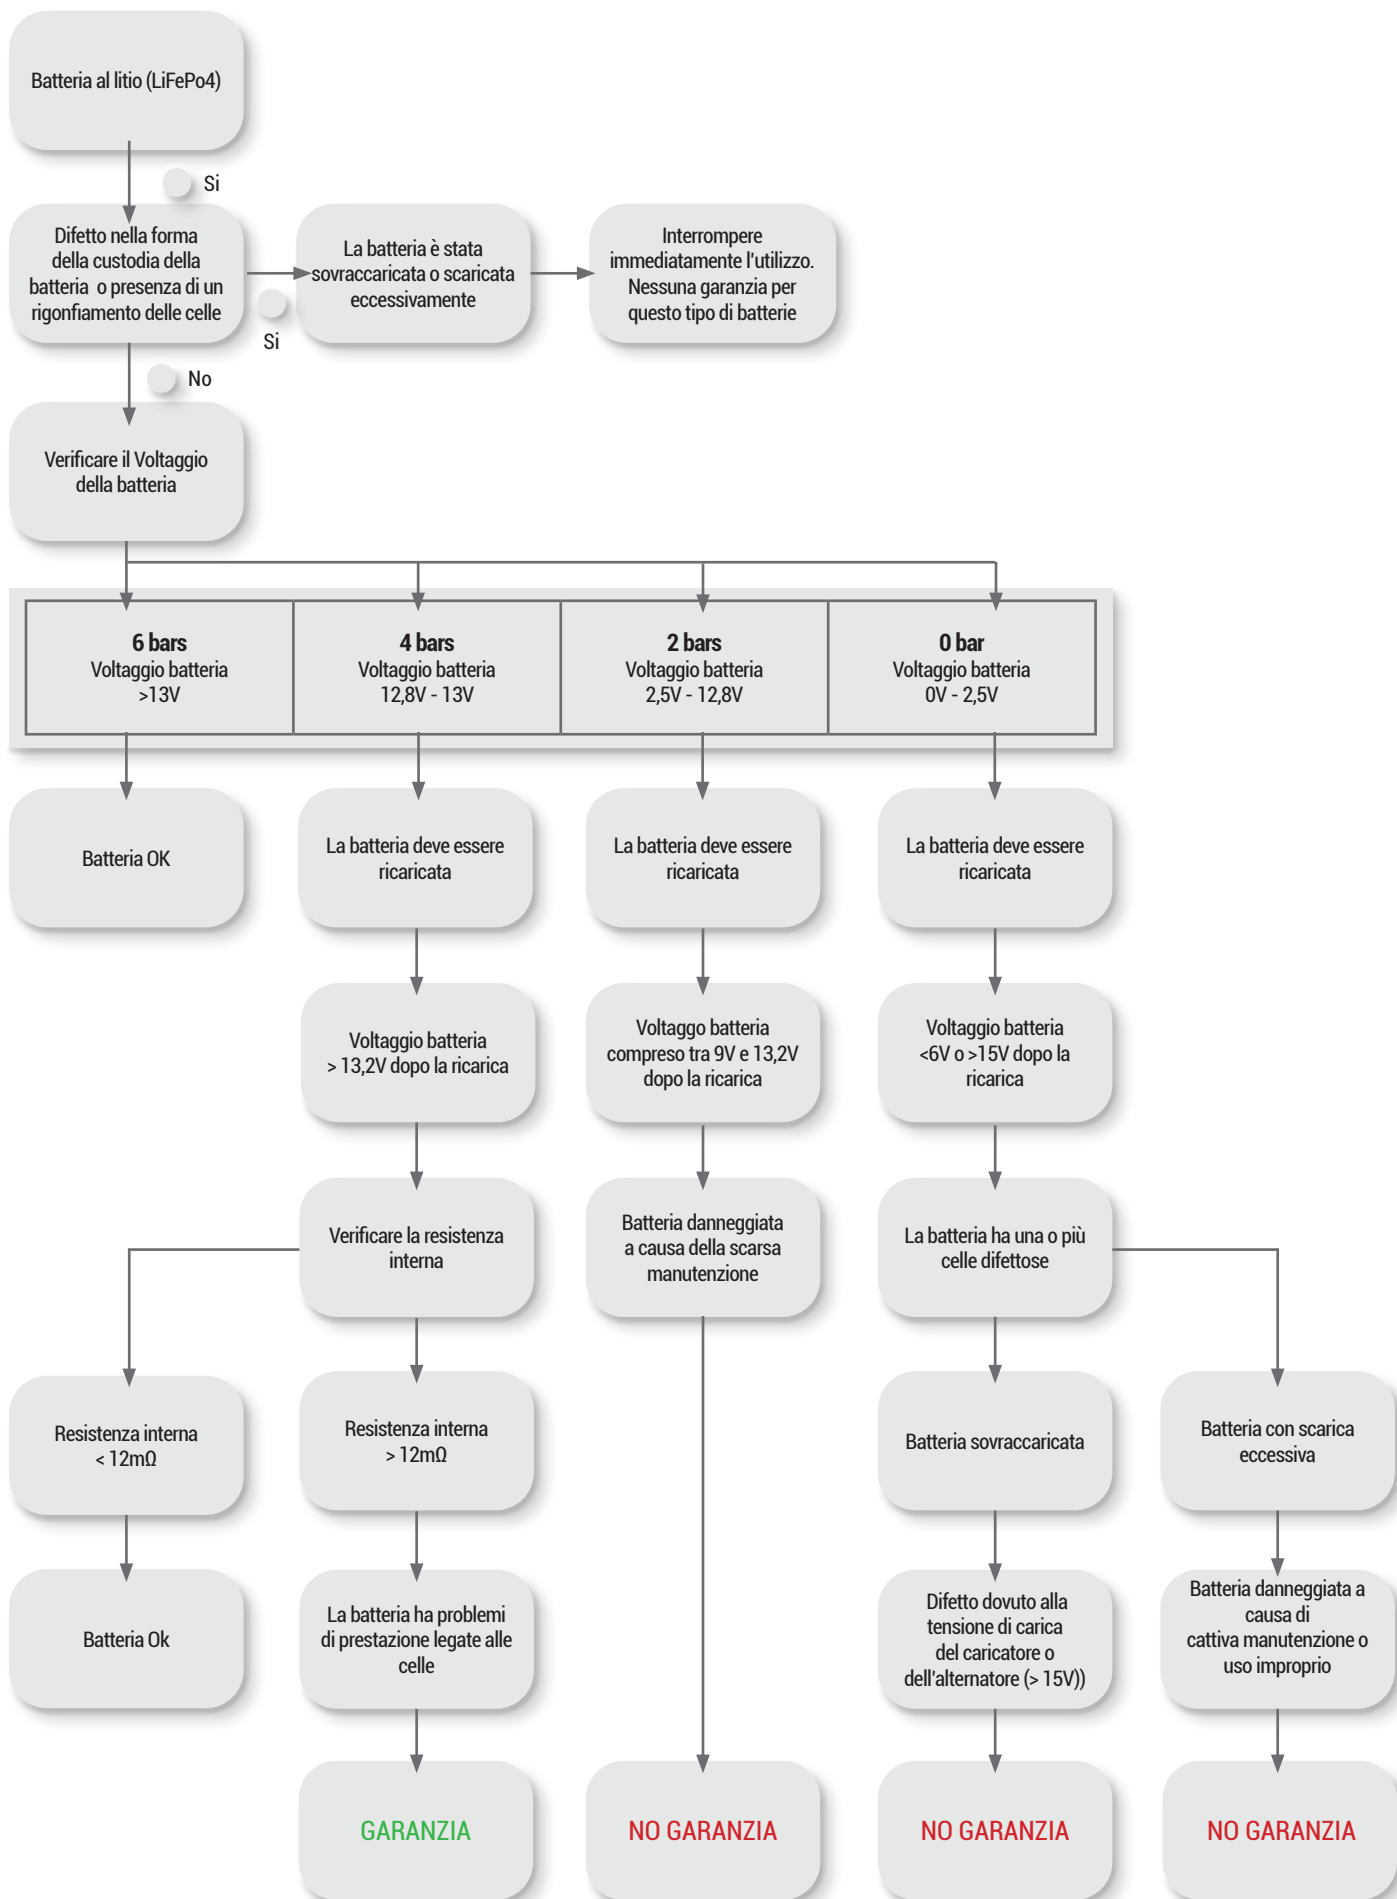 Batteria al litio (LiFePo4)
Si
Difetto nella forma
della custodia della
batteria o presenza di un
rigonfiamento delle celle
Si
La batteria è stata
sovraccaricata o scaricata
eccessivamente
Interrompere
immediatamente l'utilizzo.
Nessuna garanzia per
questo tipo di batterie
No
Verificare il Voltaggio
della batteria
6 bars
Voltaggio batteria
>13V
4 bars
Voltaggio batteria
12,8V - 13V
2 bars
Voltaggio batteria
2,5V - 12,8V
0 bar
Voltaggio batteria
0V - 2,5V
Batteria OK
La batteria deve essere
ricaricata
La batteria deve essere
ricaricata
La batteria deve essere
ricaricata
Voltaggio batteria
> 13,2V dopo la ricarica
Voltaggo batteria
compreso tra 9V e 13,2V
dopo la ricarica
Voltaggio batteria
<6V o >15V dopo la
ricarica
Verificare la resistenza
interna
Batteria danneggiata
a causa della scarsa
manutenzione
La batteria ha una o più
celle difettose
Resistenza interna
< 12mΩ
Resistenza interna
> 12mΩ
Batteria sovraccaricata
Batteria con scarica
eccessiva
Batteria Ok
La batteria ha problemi
di prestazione legate alle
celle
Difetto dovuto alla
tensione di carica
del caricatore o
dell'alternatore (> 15V))
Batteria danneggiata a
causa di
cattiva manutenzione o
uso improprio
GARANZIA
NO GARANZIA
NO GARANZIA
NO GARANZIA